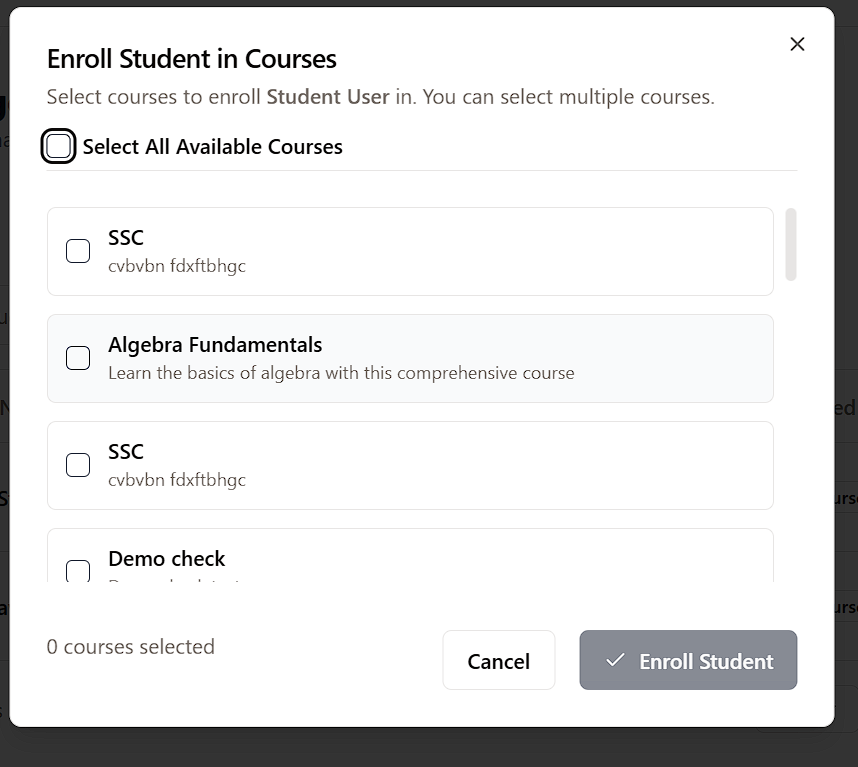 Enroll Student in Courses
Select courses to enroll Student User in. You can select multiple courses.
Select All Available Courses
SSC
cvbvbn fdxftbhgc
Algebra Fundamentals
Learn the basics of algebra with this comprehensive course
SSC
cvbvbn fdxftbhgc
Demo check
0 courses selected
Cancel
Enroll Student